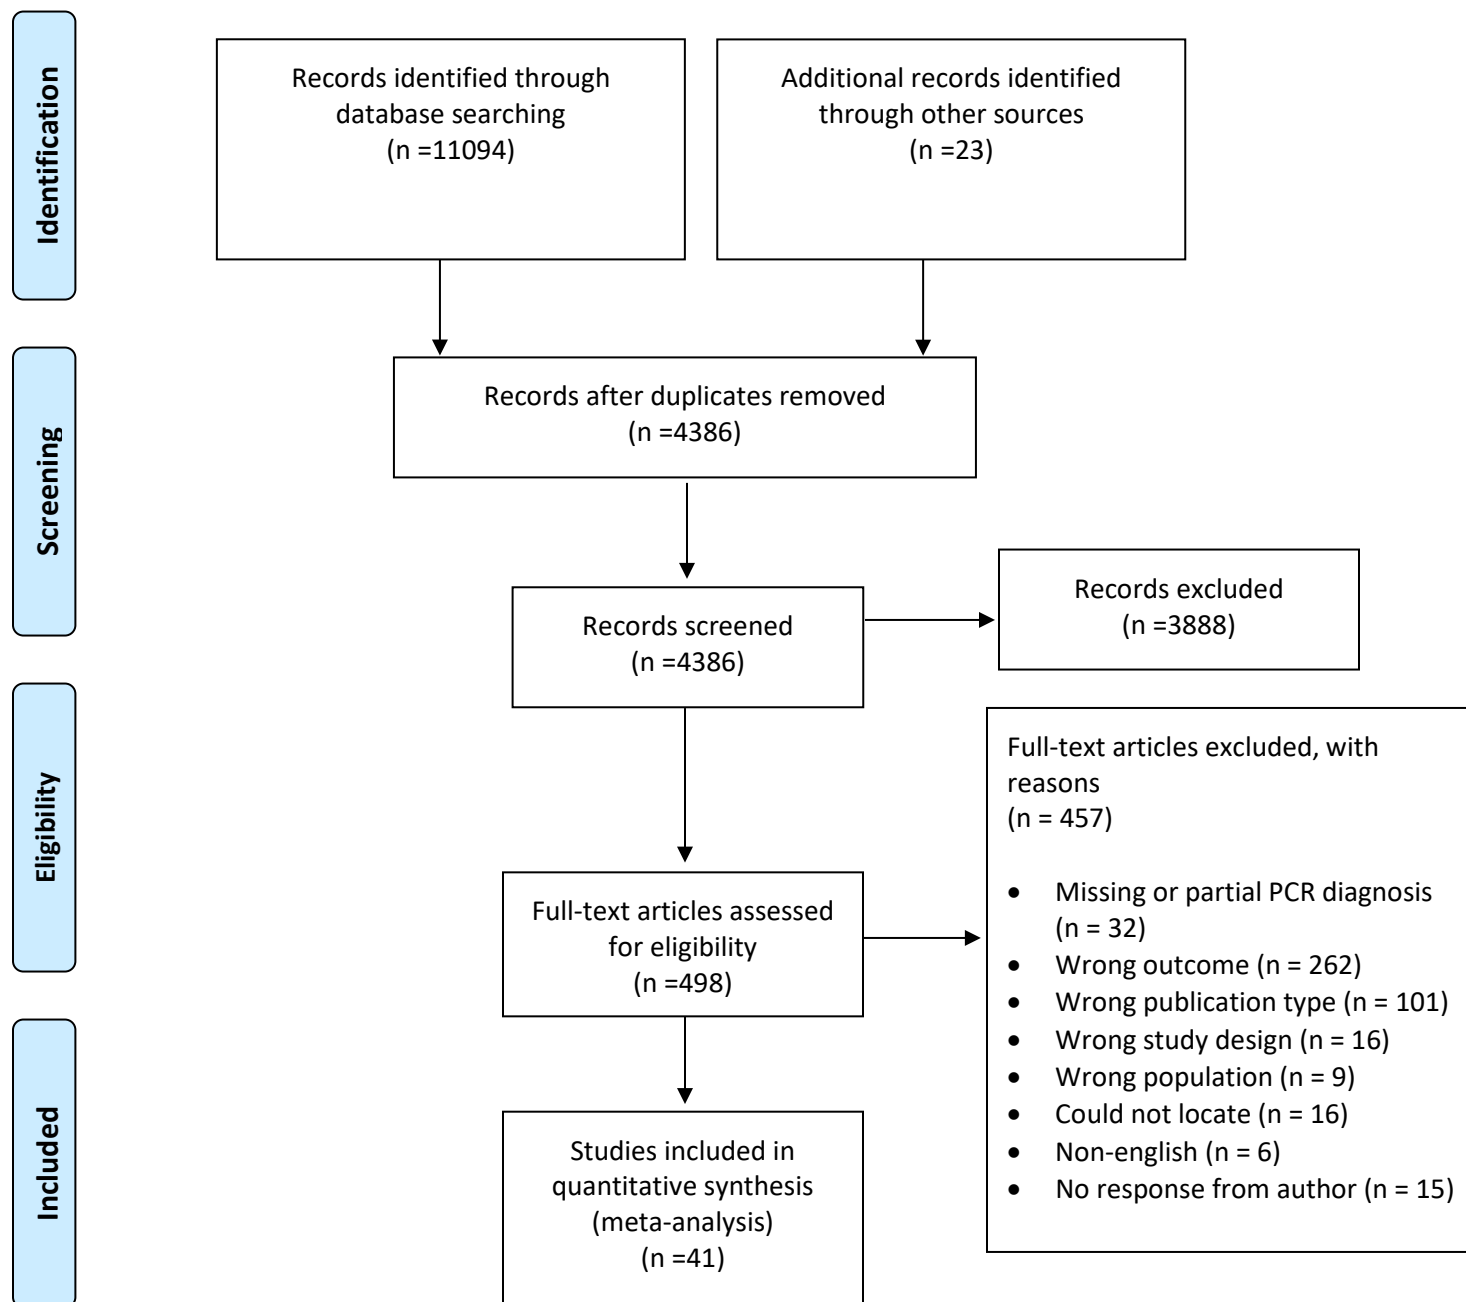 Identification
Records identified through
database searching
(n =11094)
Additional records identified
through other sources
(n =23)
Screening
Records after duplicates removed
(n =4386)
Records screened
(n =4386)
Records excluded
(n =3888)
Eligibility
Full-text articles assessed
for eligibility
(n =498)
Full-text articles excluded, with
reasons
(n = 457)
• Missing or partial PCR diagnosis
(n = 32)
• Wrong outcome (n = 262)
• Wrong publication type (n = 101)
• Wrong study design (n = 16)
• Wrong population (n = 9)
• Could not locate (n = 16)
• Non-english (n = 6)
• No response from author (n = 15)
Included
Studies included in
quantitative synthesis
(meta-analysis)
(n =41)